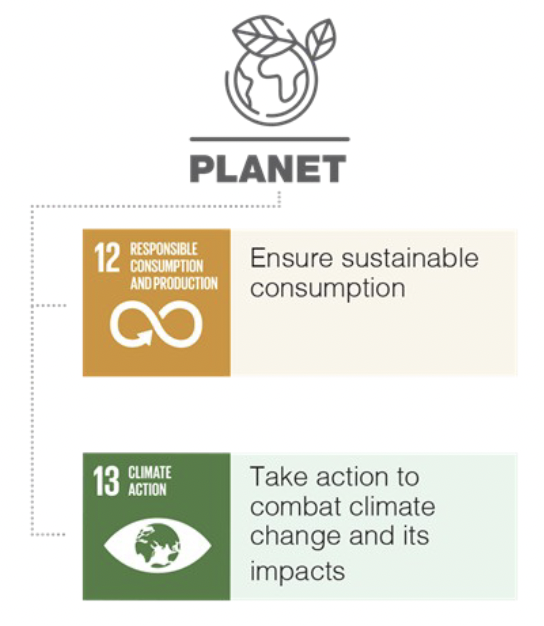 PLANET
12 RESPONSIBLE
CONSUMPTION
AND PRODUCTION
Ensure sustainable
consumption
13 CLIMATE
ACTION
Take action to
combat climate
change and its
impacts